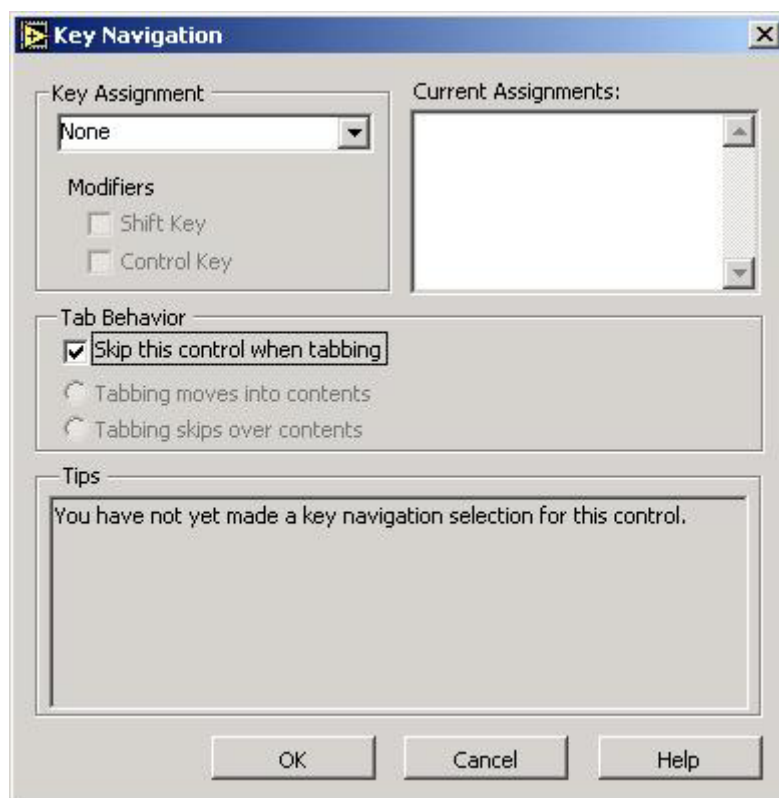 Key Navigation
Key Assignment
None
Modifiers
Shift Key
Control Key
Current Assignments:
Tab Behavior
Skip this control when tabbing
Tabbing moves into contents
Tabbing skips over contents
Tips
You have not yet made a key navigation selection for this control.
OK Cancel Help